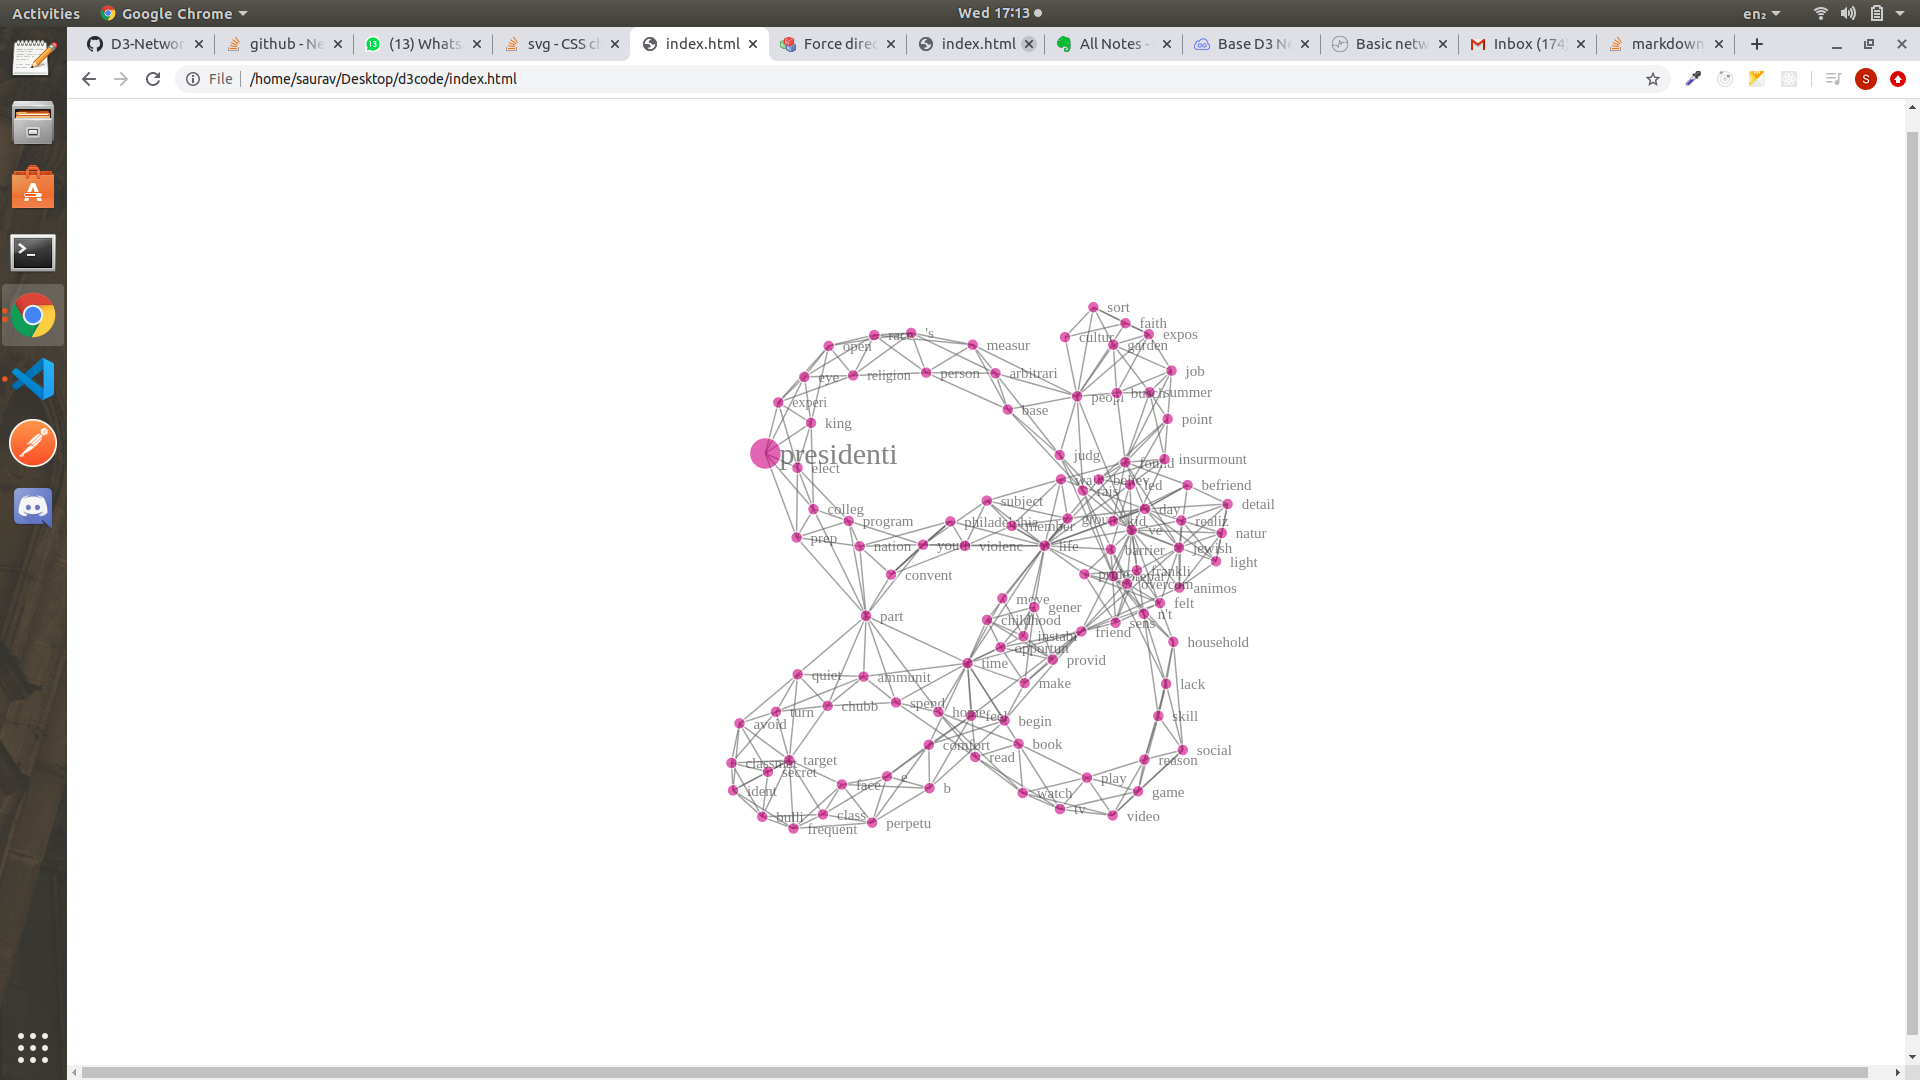 Activities
Google Chrome
Wed 17:13
en₂
D3-Networ
github - Ne
(13) Whats
svg - CSS ch
index.html
Force direc
index.html
All Notes -
Base D3 Ne
Basic netw
Inbox (174
markdown
File
/home/saurav/Desktop/d3code/index.html
S
sort
faith
expos
cultur
garden
's
race
open
measur
job
eye
religion
person
arbitrari
butch
summer
peopl
experi
base
king
point
presidenti
judg
found
insurmount
elect
walk
believ
led
befriend
rais
subject
detail
colleg
day
program
philadelphia
member
group
kid
realiz
ve
natur
prep
nation
youth
violenc
life
barrier
jewish
light
convent
frankli
overcom
animos
move
gener
felt
n't
part
childhood
sens
friend
instabl
household
opportun
time
provid
quiet
ammunit
make
lack
chubb
spend
turn
home
feel
skill
avoid
begin
comfort
book
social
read
reason
target
classmat
secret
face
e
play
b
ident
watch
game
tv
bulli
class
video
perpetu
frequent